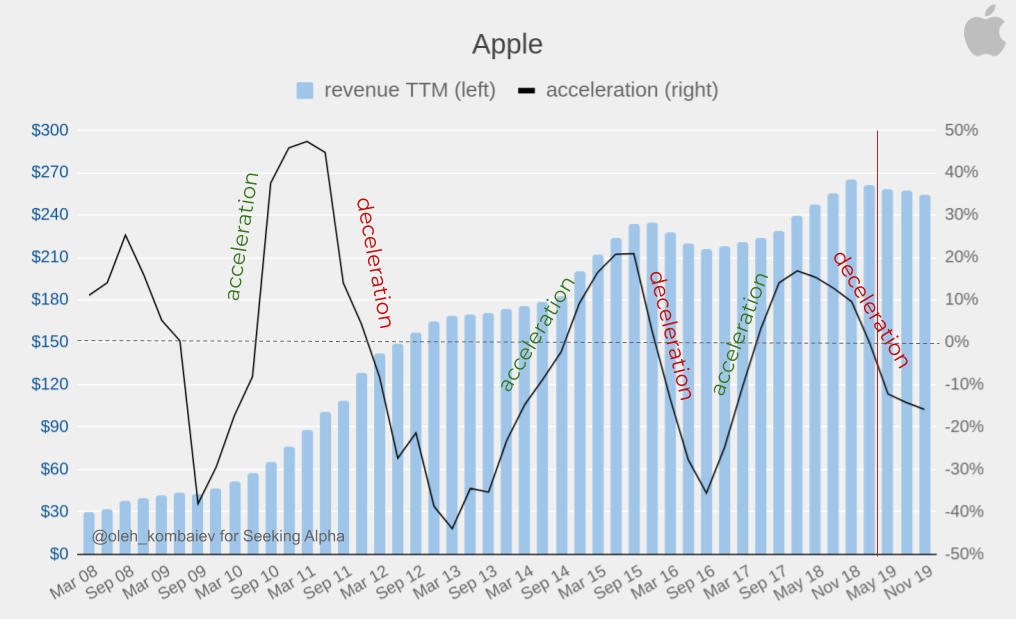 Apple
revenue TTM (left) acceleration (right)
$300 50%
$270 40%
$240 30%
$210 20%
$180 10%
$150 0%
$120 -10%
$90 -20%
$60 -30%
$30 -40%
$0 -50%
acceleration
deceleration
acceleration
deceleration
acceleration
deceleration
@oleh_kombaiev for Seeking Alpha
Mar 08 Sep 08 Mar 09 Sep 09 Mar 10 Sep 10 Mar 11 Sep 11 Mar 12 Sep 12 Mar 13 Sep 13 Mar 14 Sep 14 Mar 15 Sep 15 Mar 16 Sep 16 Mar 17 Sep 17 May 18 Nov 18 May 19 Nov 19